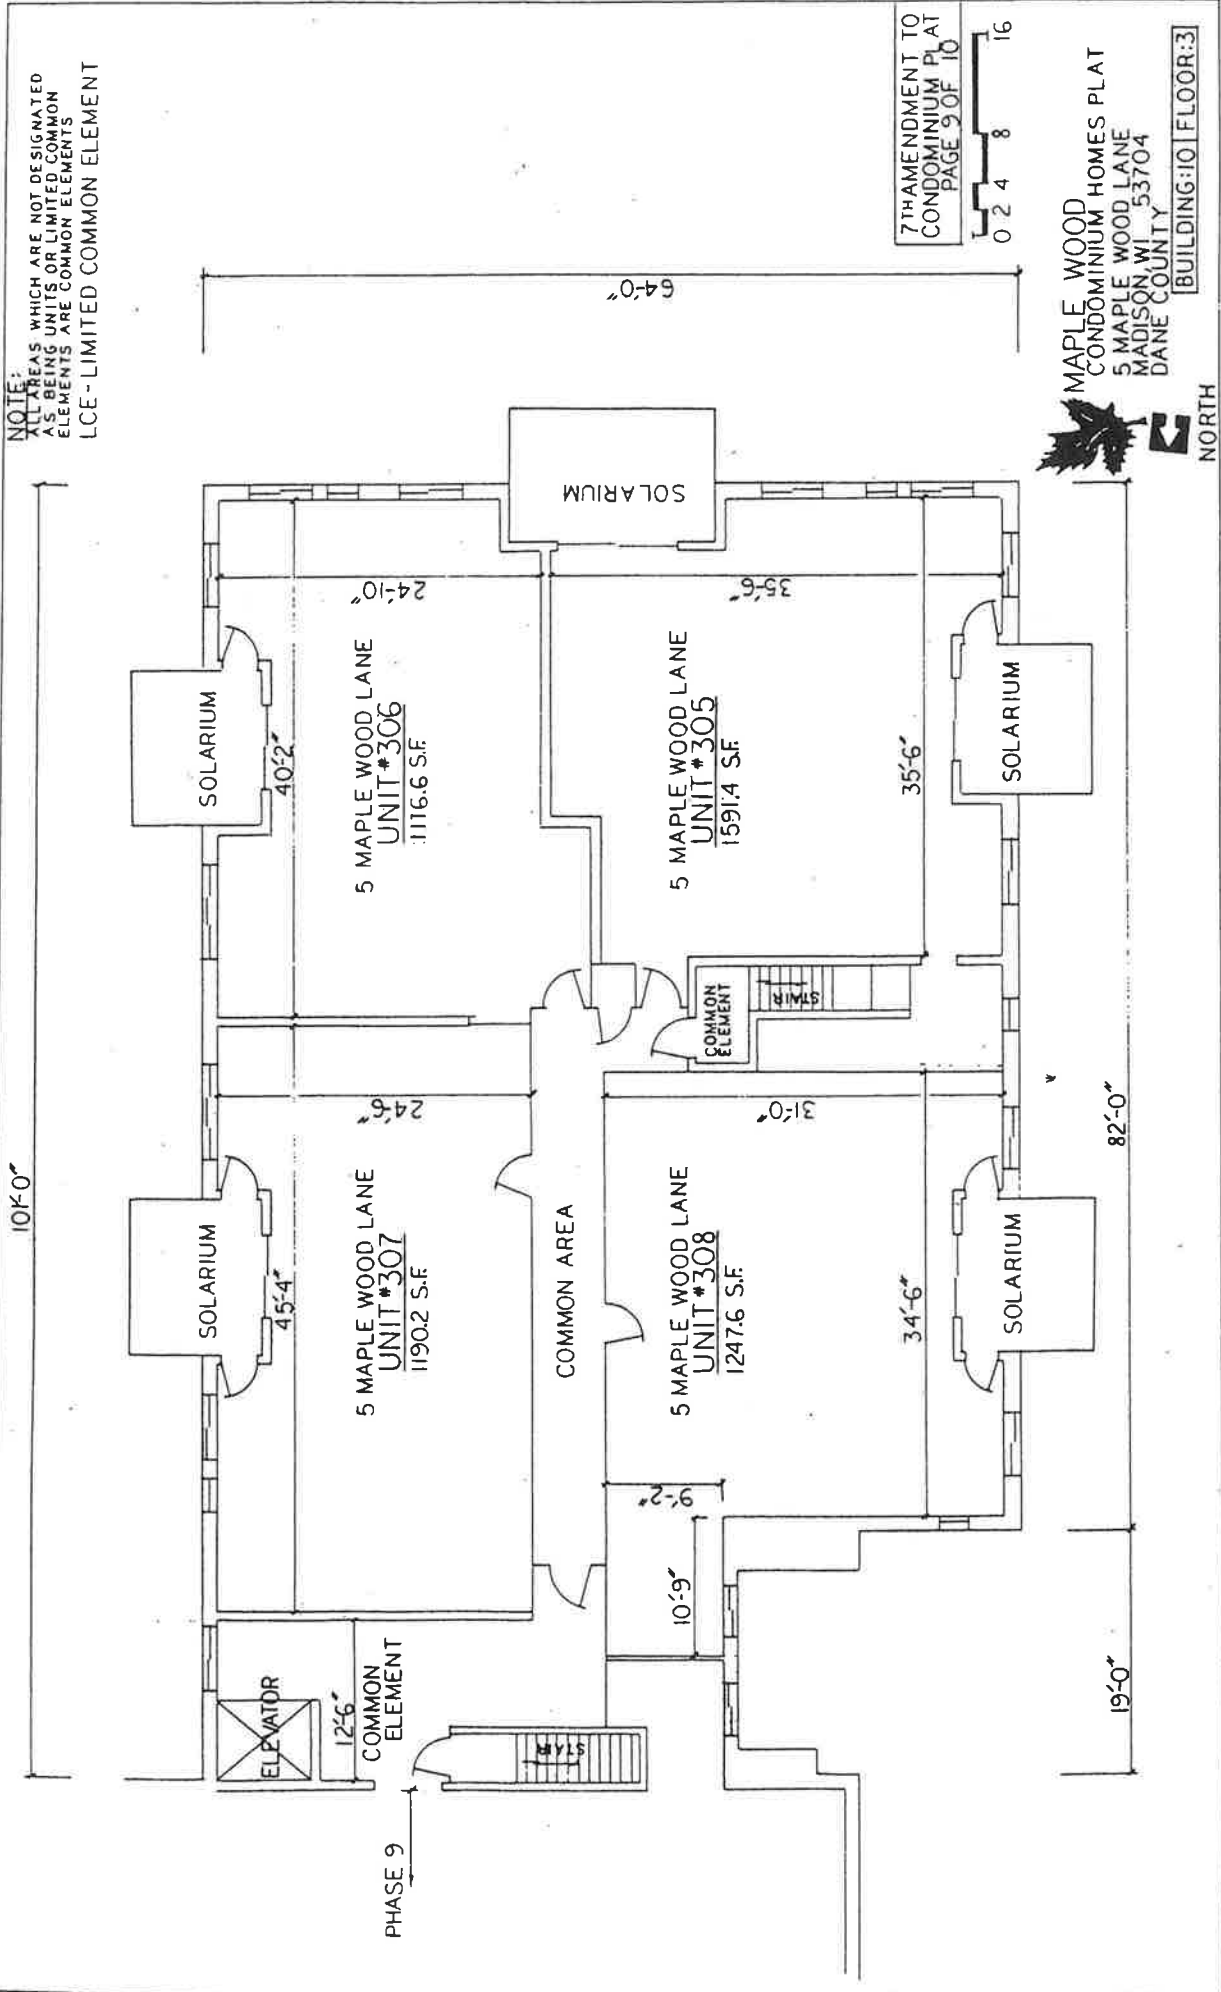 NOTE:
ALL AREAS WHICH ARE NOT DESIGNATED
AS BEING UNITS OR LIMITED COMMON
ELEMENTS ARE COMMON ELEMENTS
LCE - LIMITED COMMON ELEMENT
101'-0"
64'-0"
SOLARIUM
45'-4"
SOLARIUM
40'-2"
ELEVATOR
12'-6"
COMMON
ELEMENT
STAIR
PHASE 9
5 MAPLE WOOD LANE
UNIT #307
1190.2 S.F.
24'-6"
5 MAPLE WOOD LANE
UNIT #306
1116.6 S.F.
24'-10"
SOLARIUM
COMMON AREA
5 MAPLE WOOD LANE
UNIT #308
1247.6 S.F.
31'-0"
9'-2"
10'-9"
34'-6"
SOLARIUM
COMMON
ELEMENT
STAIR
5 MAPLE WOOD LANE
UNIT #305
1591.4 S.F.
35'-6"
35'-6"
SOLARIUM
19'-0"
82'-0"
7TH AMENDMENT TO
CONDOMINIUM PLAT
PAGE 9 OF 10
0 2 4 8 16
MAPLE WOOD
CONDOMINIUM HOMES PLAT
5 MAPLE WOOD LANE
MADISON, WI 53704
DANE COUNTY
BUILDING:10 FLOOR:3
NORTH